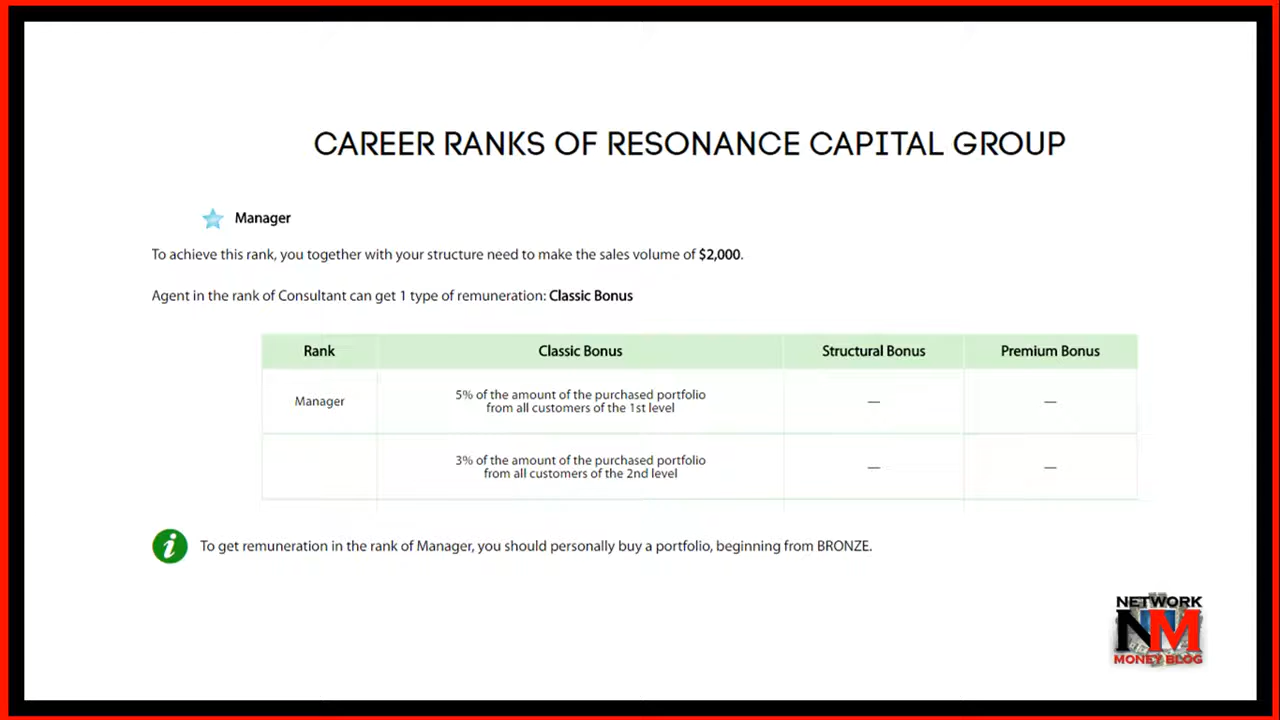 CAREER RANKS OF RESONANCE CAPITAL GROUP
Manager
To achieve this rank, you together with your structure need to make the sales volume of $2,000.
Agent in the rank of Consultant can get 1 type of remuneration: Classic Bonus
Rank Classic Bonus Structural Bonus Premium Bonus
Manager 5% of the amount of the purchased portfolio — —
from all customers of the 1st level
3% of the amount of the purchased portfolio — —
from all customers of the 2nd level
i To get remuneration in the rank of Manager, you should personally buy a portfolio, beginning from BRONZE.
NETWORK
NM
MONEY BLOG